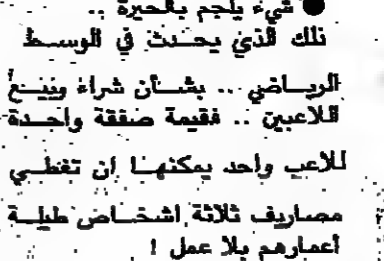 ● شيء يلجم بالحيرة ..
ذلك الذي يحدث في الوسط
الرياضي .. بشأن شراء وبيع
اللاعبين .. فقيمة صفقة واحدة
للاعب واحد يمكنها ان تغطي
مصاريف ثلاثة اشخاص طيلة
أعمارهم بلا عمل !